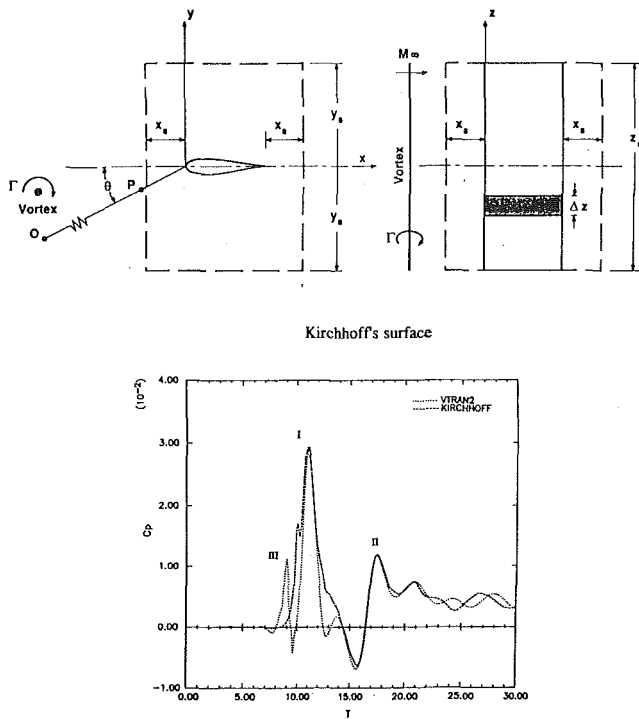 y
z
M∞
x_s
x_s
y_s
x_s
x_s
x
Γ
Vortex
P
θ
O
y_s
Vortex
Γ
Δ z
z_s
Kirchhoff's surface
(10⁻²)
4.00
VTRAN2
KIRCHHOFF
I
3.00
2.00
Cp
III
II
1.00
0.00
-1.00
0.00
5.00
10.00
15.00
20.00
25.00
30.00
T